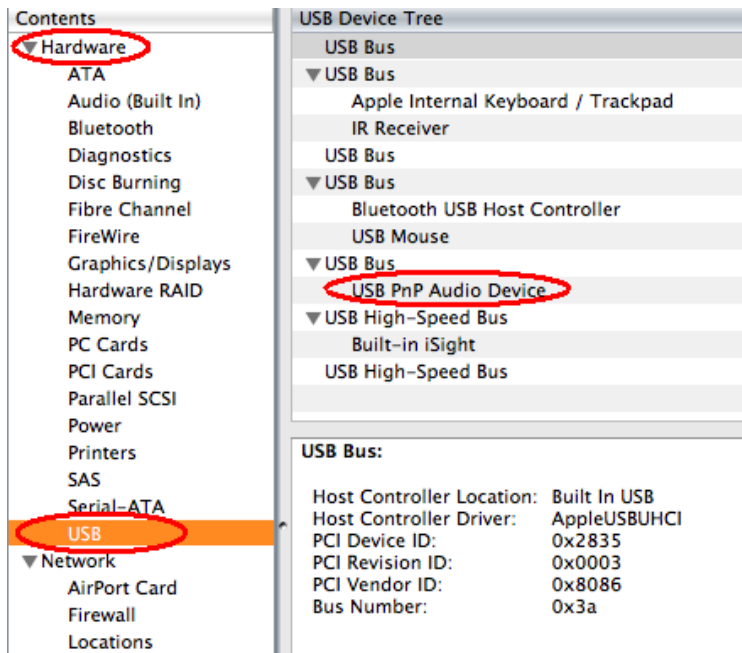 Contents
Hardware
ATA
Audio (Built In)
Bluetooth
Diagnostics
Disc Burning
Fibre Channel
FireWire
Graphics/Displays
Hardware RAID
Memory
PC Cards
PCI Cards
Parallel SCSI
Power
Printers
SAS
Serial-ATA
USB
Network
AirPort Card
Firewall
Locations
USB Device Tree
USB Bus
USB Bus
Apple Internal Keyboard / Trackpad
IR Receiver
USB Bus
USB Bus
Bluetooth USB Host Controller
USB Mouse
USB Bus
USB PnP Audio Device
USB High-Speed Bus
Built-in iSight
USB High-Speed Bus
USB Bus:
Host Controller Location: Built In USB
Host Controller Driver: AppleUSBUHCI
PCI Device ID: 0x2835
PCI Revision ID: 0x0003
PCI Vendor ID: 0x8086
Bus Number: 0x3a